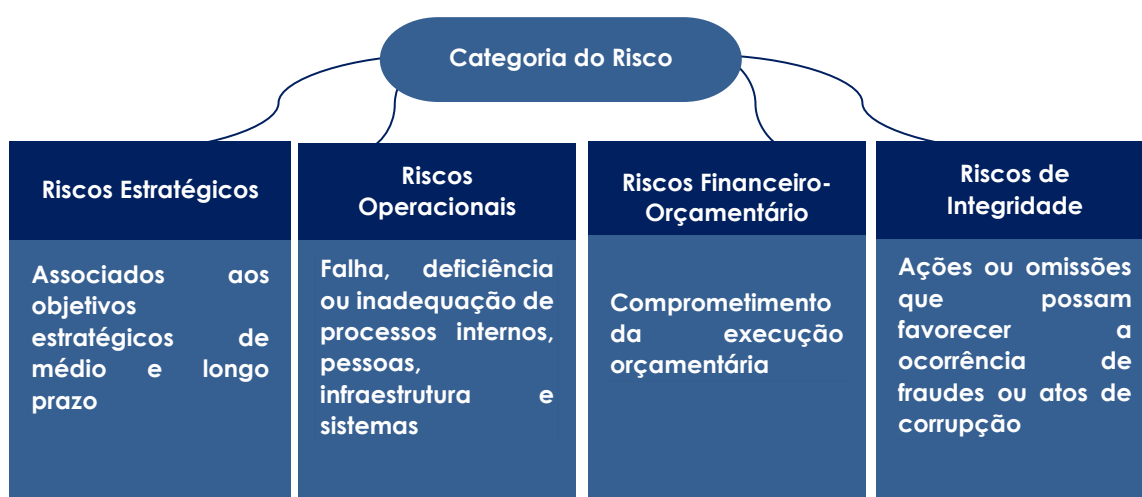 Categoria do Risco
Riscos Estratégicos
Associados aos
objetivos
estratégicos de
médio e longo
prazo
Riscos
Operacionais
Falha, deficiência
ou inadequação de
processos internos,
pessoas,
infraestrutura e
sistemas
Riscos Financeiro-
Orçamentário
Comprometimento
da execução
orçamentária
Riscos de
Integridade
Ações ou omissões
que possam
favorecer a
ocorrência de
fraudes ou atos de
corrupção